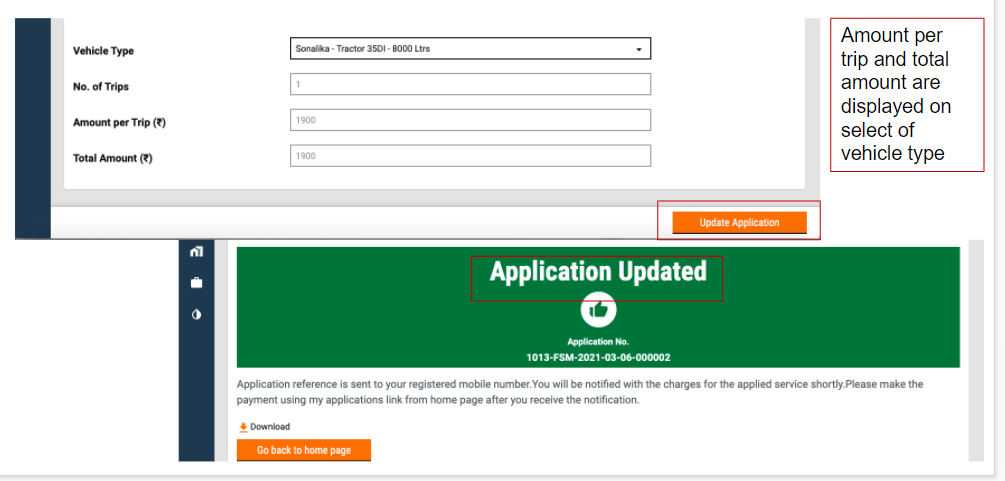 Vehicle Type
Sonalika - Tractor 35DI - 8000 Ltrs
No. of Trips
1
Amount per Trip (₹)
1900
Total Amount (₹)
1900
Update Application
Amount per
trip and total
amount are
displayed on
select of
vehicle type
Application Updated
Application No.
1013-FSM-2021-03-06-000002
Application reference is sent to your registered mobile number.You will be notified with the charges for the applied service shortly.Please make the
payment using my applications link from home page after you receive the notification.
Download
Go back to home page